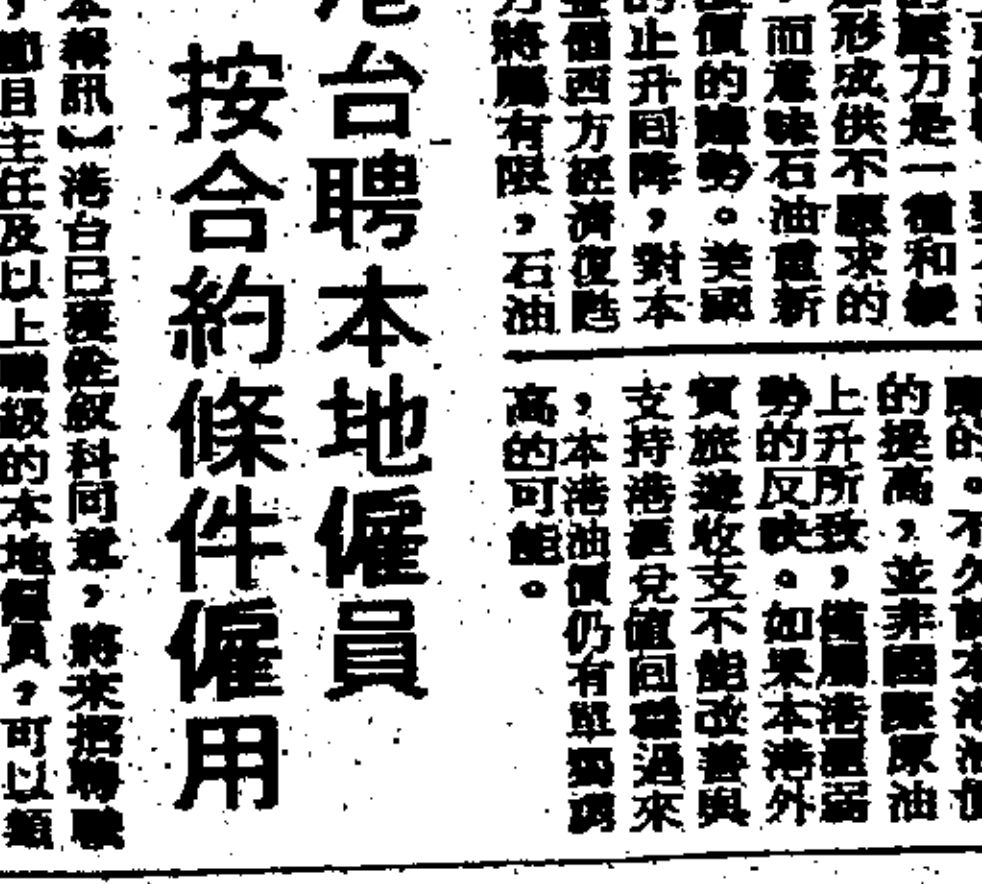 壓力是一種和緩
形成供不應求的
，而意味石油重新
價的勢。美國
的止升回降，對本
整個西方經濟復甦
將屬有限，石油
的。不久前本港油價
的提高，並非國際原油
上升所致，僅屬港匯弱
勢的反映。如果本港外
貿旅遊收支不能改善與
支持港匯兌值回穩過來
，本港油價仍有單獨調
高的可能。
港台聘本地僱員
按合約條件僱用
本報訊】港台已獲銓敘科同意，將來招聘職
，節目主任及以上職級的本地僱員，可以類